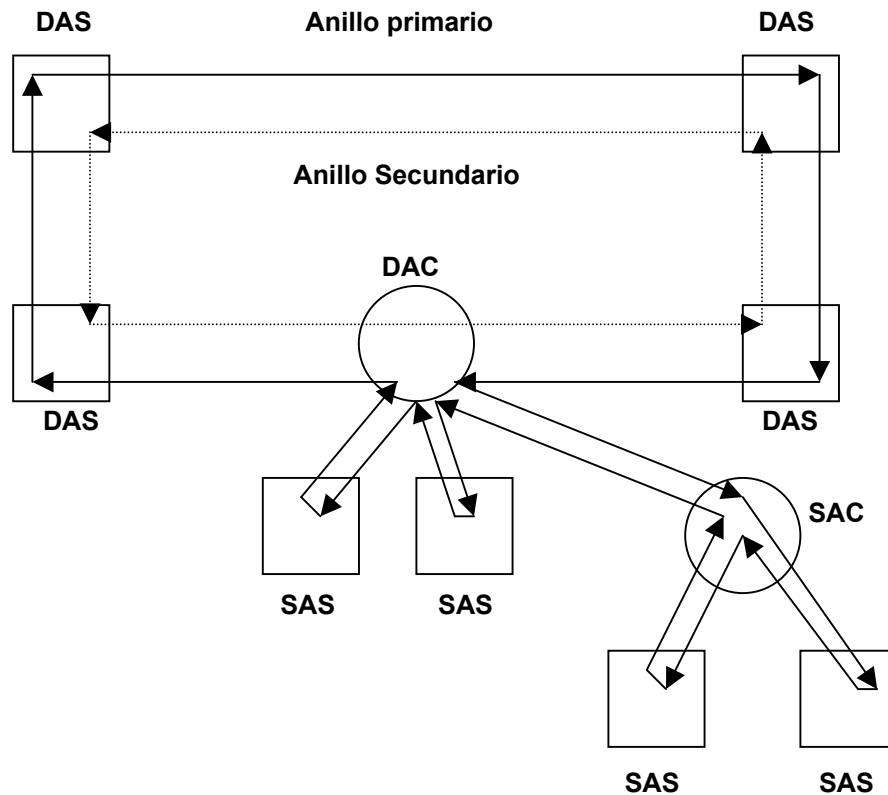 DAS Anillo primario DAS
Anillo Secundario
DAC
DAS DAS
SAC
SAS SAS
SAS SAS